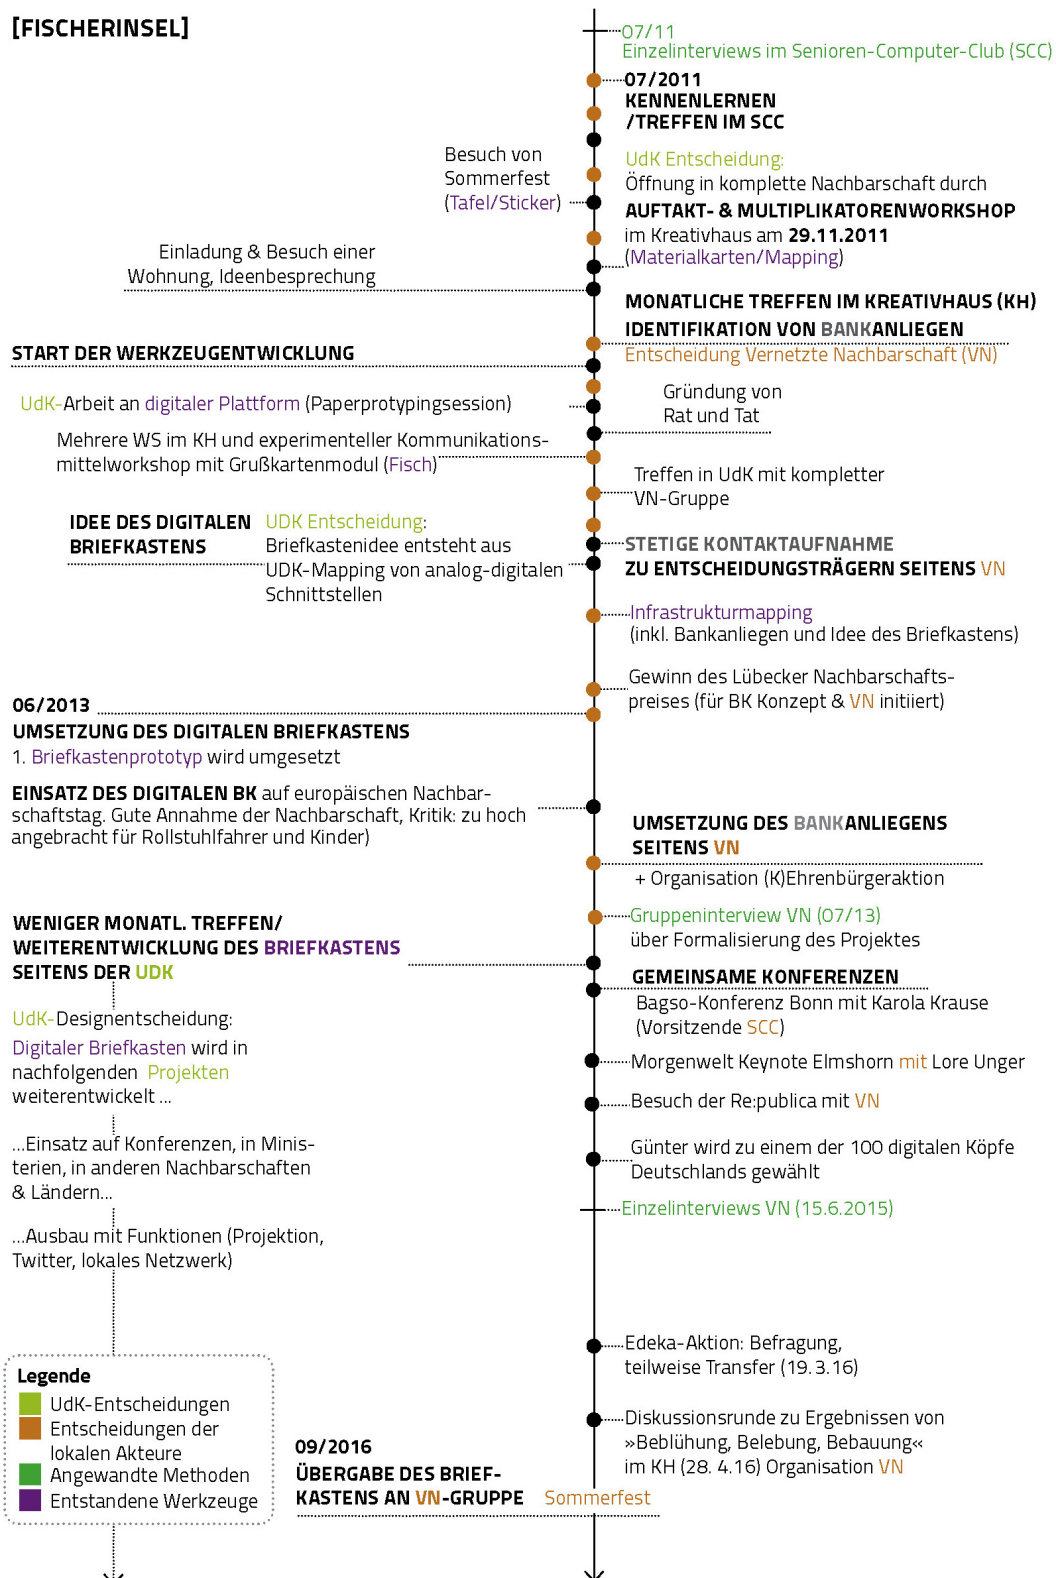 [FISCHERINSEL]
07/11
Einzelinterviews im Senioren-Computer-Club (SCC)
07/2011
KENNENLERNEN
/TREFFEN IM SCC
Besuch von
Sommerfest
(Tafel/Sticker)
UdK Entscheidung:
Öffnung in komplette Nachbarschaft durch
AUFTAKT- & MULTIPLIKATORENWORKSHOP
im Kreativhaus am 29.11.2011
(Materialkarten/Mapping)
Einladung & Besuch einer
Wohnung, Ideenbesprechung
MONATLICHE TREFFEN IM KREATIVHAUS (KH)
IDENTIFIKATION VON BANKANLIEGEN
Entscheidung Vernetzte Nachbarschaft (VN)
START DER WERKZEUGENTWICKLUNG
Gründung von
Rat und Tat
UdK-Arbeit an digitaler Plattform (Paperprotypingsession)
Mehrere WS im KH und experimenteller Kommunikations-
mittelworkshop mit Grußkartenmodul (Fisch)
Treffen in UdK mit kompletter
VN-Gruppe
IDEE DES DIGITALEN
BRIEFKASTENS
UDK Entscheidung:
Briefkastenidee entsteht aus
UDK-Mapping von analog-digitalen
Schnittstellen
STETIGE KONTAKTAUFNAHME
ZU ENTSCHEIDUNGSTRÄGERN SEITENS VN
Infrastrukturmapping
(inkl. Bankanliegen und Idee des Briefkastens)
Gewinn des Lübecker Nachbarschafts-
preises (für BK Konzept & VN initiiert)
06/2013
UMSETZUNG DES DIGITALEN BRIEFKASTENS
1. Briefkastenprototyp wird umgesetzt
EINSATZ DES DIGITALEN BK auf europäischen Nachbar-
schaftstag. Gute Annahme der Nachbarschaft, Kritik: zu hoch
angebracht für Rollstuhlfahrer und Kinder)
UMSETZUNG DES BANKANLIEGENS
SEITENS VN
+ Organisation (K)Ehrenbürgeraktion
Gruppeninterview VN (07/13)
über Formalisierung des Projektes
WENIGER MONATL. TREFFEN/
WEITERENTWICKLUNG DES BRIEFKASTENS
SEITENS DER UDK
GEMEINSAME KONFERENZEN
Bagso-Konferenz Bonn mit Karola Krause
(Vorsitzende SCC)
UdK-Designentscheidung:
Digitaler Briefkasten wird in
nachfolgenden Projekten
weiterentwickelt ...
Morgenwelt Keynote Elmshorn mit Lore Unger
Besuch der Re:publica mit VN
...Einsatz auf Konferenzen, in Minis-
terien, in anderen Nachbarschaften
& Ländern...
Günter wird zu einem der 100 digitalen Köpfe
Deutschlands gewählt
Einzelinterviews VN (15.6.2015)
...Ausbau mit Funktionen (Projektion,
Twitter, lokales Netzwerk)
Edeka-Aktion: Befragung,
teilweise Transfer (19.3.16)
Diskussionsrunde zu Ergebnissen von
»Beblühung, Belebung, Bebauung«
im KH (28. 4.16) Organisation VN
Legende
UdK-Entscheidungen
Entscheidungen der
lokalen Akteure
Angewandte Methoden
Entstandene Werkzeuge
09/2016
ÜBERGABE DES BRIEF-
KASTENS AN VN-GRUPPE Sommerfest